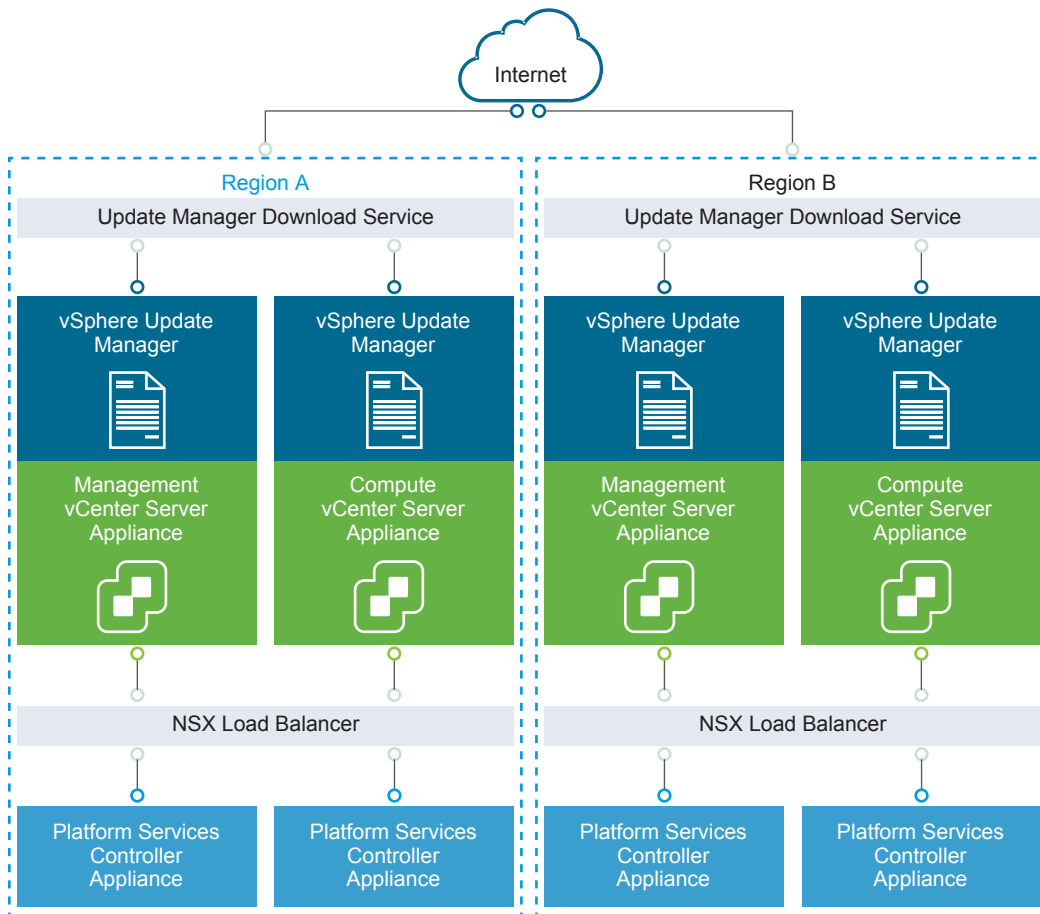 Internet
Region A
Update Manager Download Service
vSphere Update
Manager
vSphere Update
Manager
Management
vCenter Server
Appliance
Compute
vCenter Server
Appliance
NSX Load Balancer
Platform Services
Controller
Appliance
Platform Services
Controller
Appliance
Region B
Update Manager Download Service
vSphere Update
Manager
vSphere Update
Manager
Management
vCenter Server
Appliance
Compute
vCenter Server
Appliance
NSX Load Balancer
Platform Services
Controller
Appliance
Platform Services
Controller
Appliance